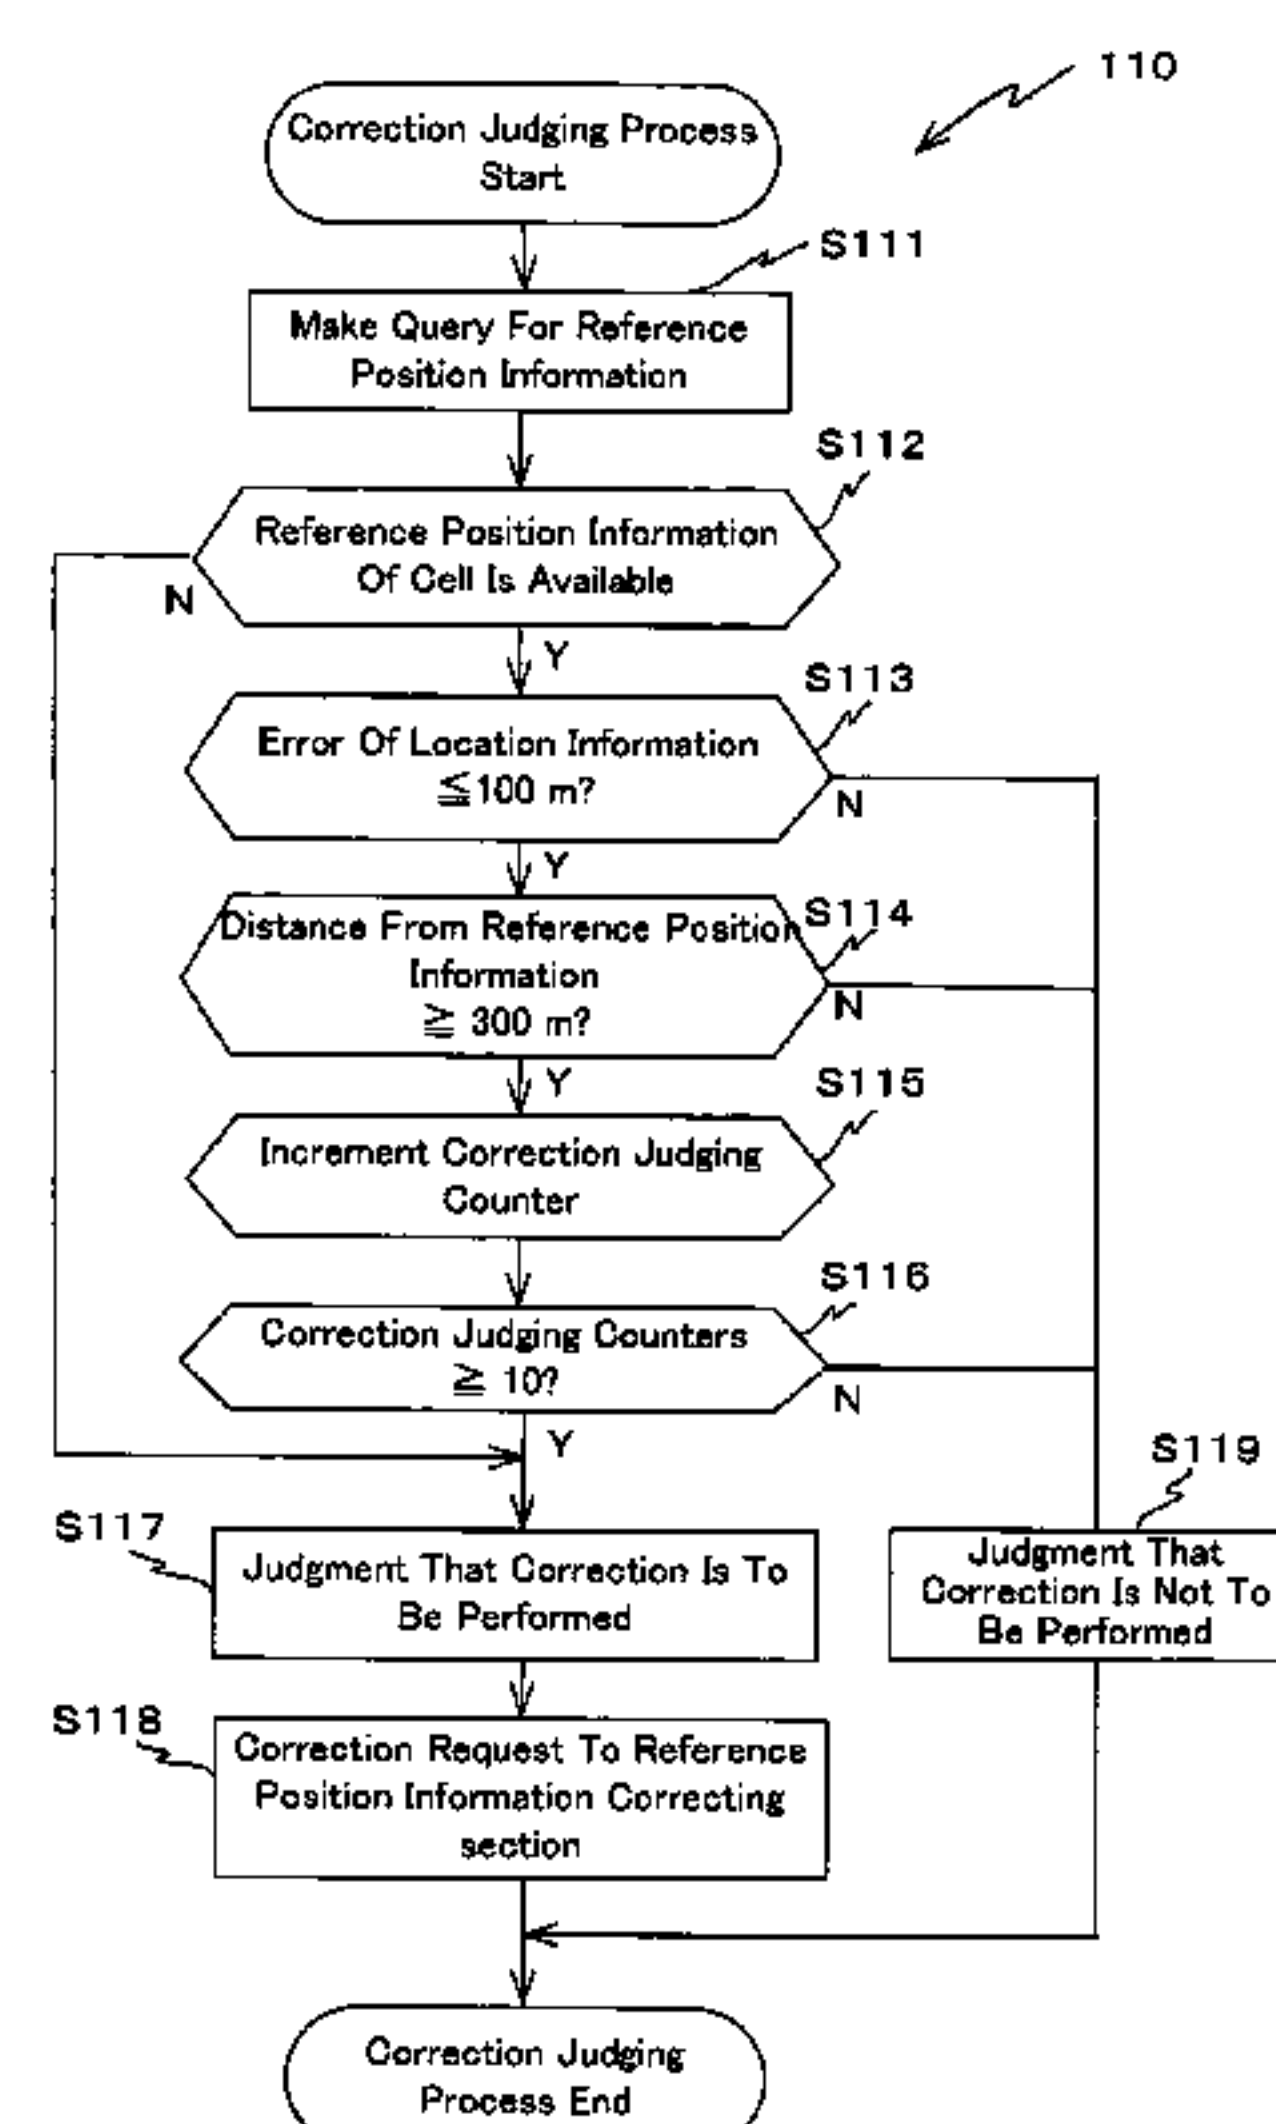 110
Correction Judging Process
Start
S111
Make Query For Reference
Position Information
S112
Reference Position Information
Of Cell Is Available
N
Y
S113
Error Of Location Information
≦100 m?
N
Y
S114
Distance From Reference Position
Information
≧ 300 m?
N
Y
S115
Increment Correction Judging
Counter
S116
Correction Judging Counters
≧ 10?
N
Y
S117
Judgment That Correction Is To
Be Performed
S119
Judgment That
Correction Is Not To
Be Performed
S118
Correction Request To Reference
Position Information Correcting
section
Correction Judging
Process End